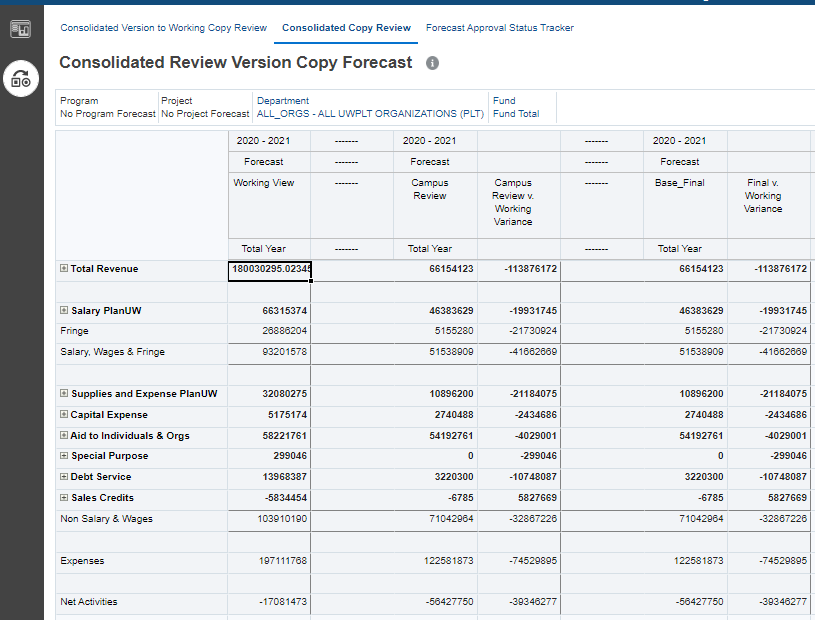 Consolidated Version to Working Copy Review Consolidated Copy Review Forecast Approval Status Tracker
Consolidated Review Version Copy Forecast
Program Project Department Fund
No Program Forecast No Project Forecast ALL_ORGS - ALL UWPLT ORGANIZATIONS (PLT) Fund Total
2020 - 2021 ------- 2020 - 2021 ------- 2020 - 2021
Forecast ------- Forecast ------- Forecast
Working View ------- Campus Review Campus Review v. Working Variance ------- Base_Final Final v. Working Variance
Total Year ------- Total Year ------- Total Year
Total Revenue 180030295.02345 66154123 -113876172 66154123 -113876172
Salary PlanUW 66315374 46383629 -19931745 46383629 -19931745
Fringe 26886204 5155280 -21730924 5155280 -21730924
Salary, Wages & Fringe 93201578 51538909 -41662669 51538909 -41662669
Supplies and Expense PlanUW 32080275 10896200 -21184075 10896200 -21184075
Capital Expense 5175174 2740488 -2434686 2740488 -2434686
Aid to Individuals & Orgs 58221761 54192761 -4029001 54192761 -4029001
Special Purpose 299046 0 -299046 0 -299046
Debt Service 13968387 3220300 -10748087 3220300 -10748087
Sales Credits -5834454 -6785 5827669 -6785 5827669
Non Salary & Wages 103910190 71042964 -32867226 71042964 -32867226
Expenses 197111768 122581873 -74529895 122581873 -74529895
Net Activities -17081473 -56427750 -39346277 -56427750 -39346277